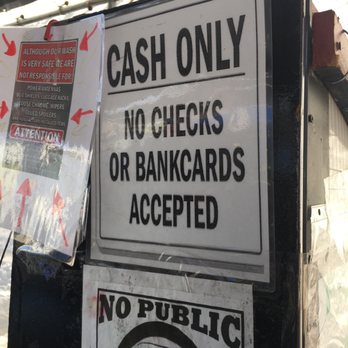 ALTHOUGH OUR WASH
IS VERY SAFE WE ARE
NOT RESPONSIBLE FOR:
ATTENTION
CASH ONLY
NO CHECKS
OR BANKCARDS
ACCEPTED
NO PUBLIC